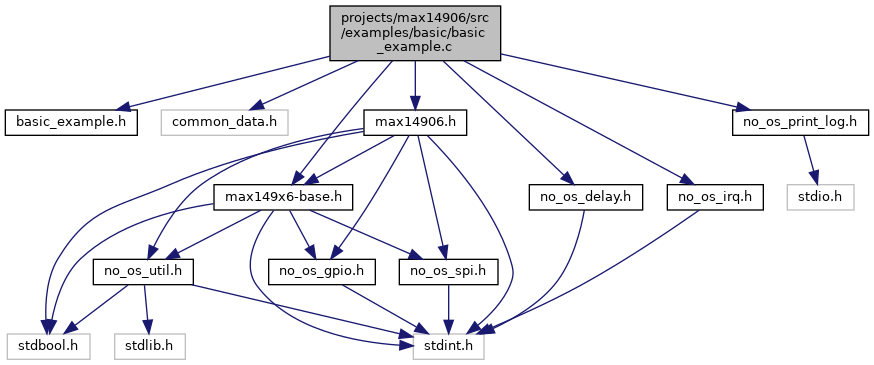 projects/max14906/src
/examples/basic/basic
_example.c
basic_example.h
common_data.h
max14906.h
no_os_print_log.h
max149x6-base.h
no_os_delay.h
no_os_irq.h
stdio.h
no_os_util.h
no_os_gpio.h
no_os_spi.h
stdbool.h
stdlib.h
stdint.h